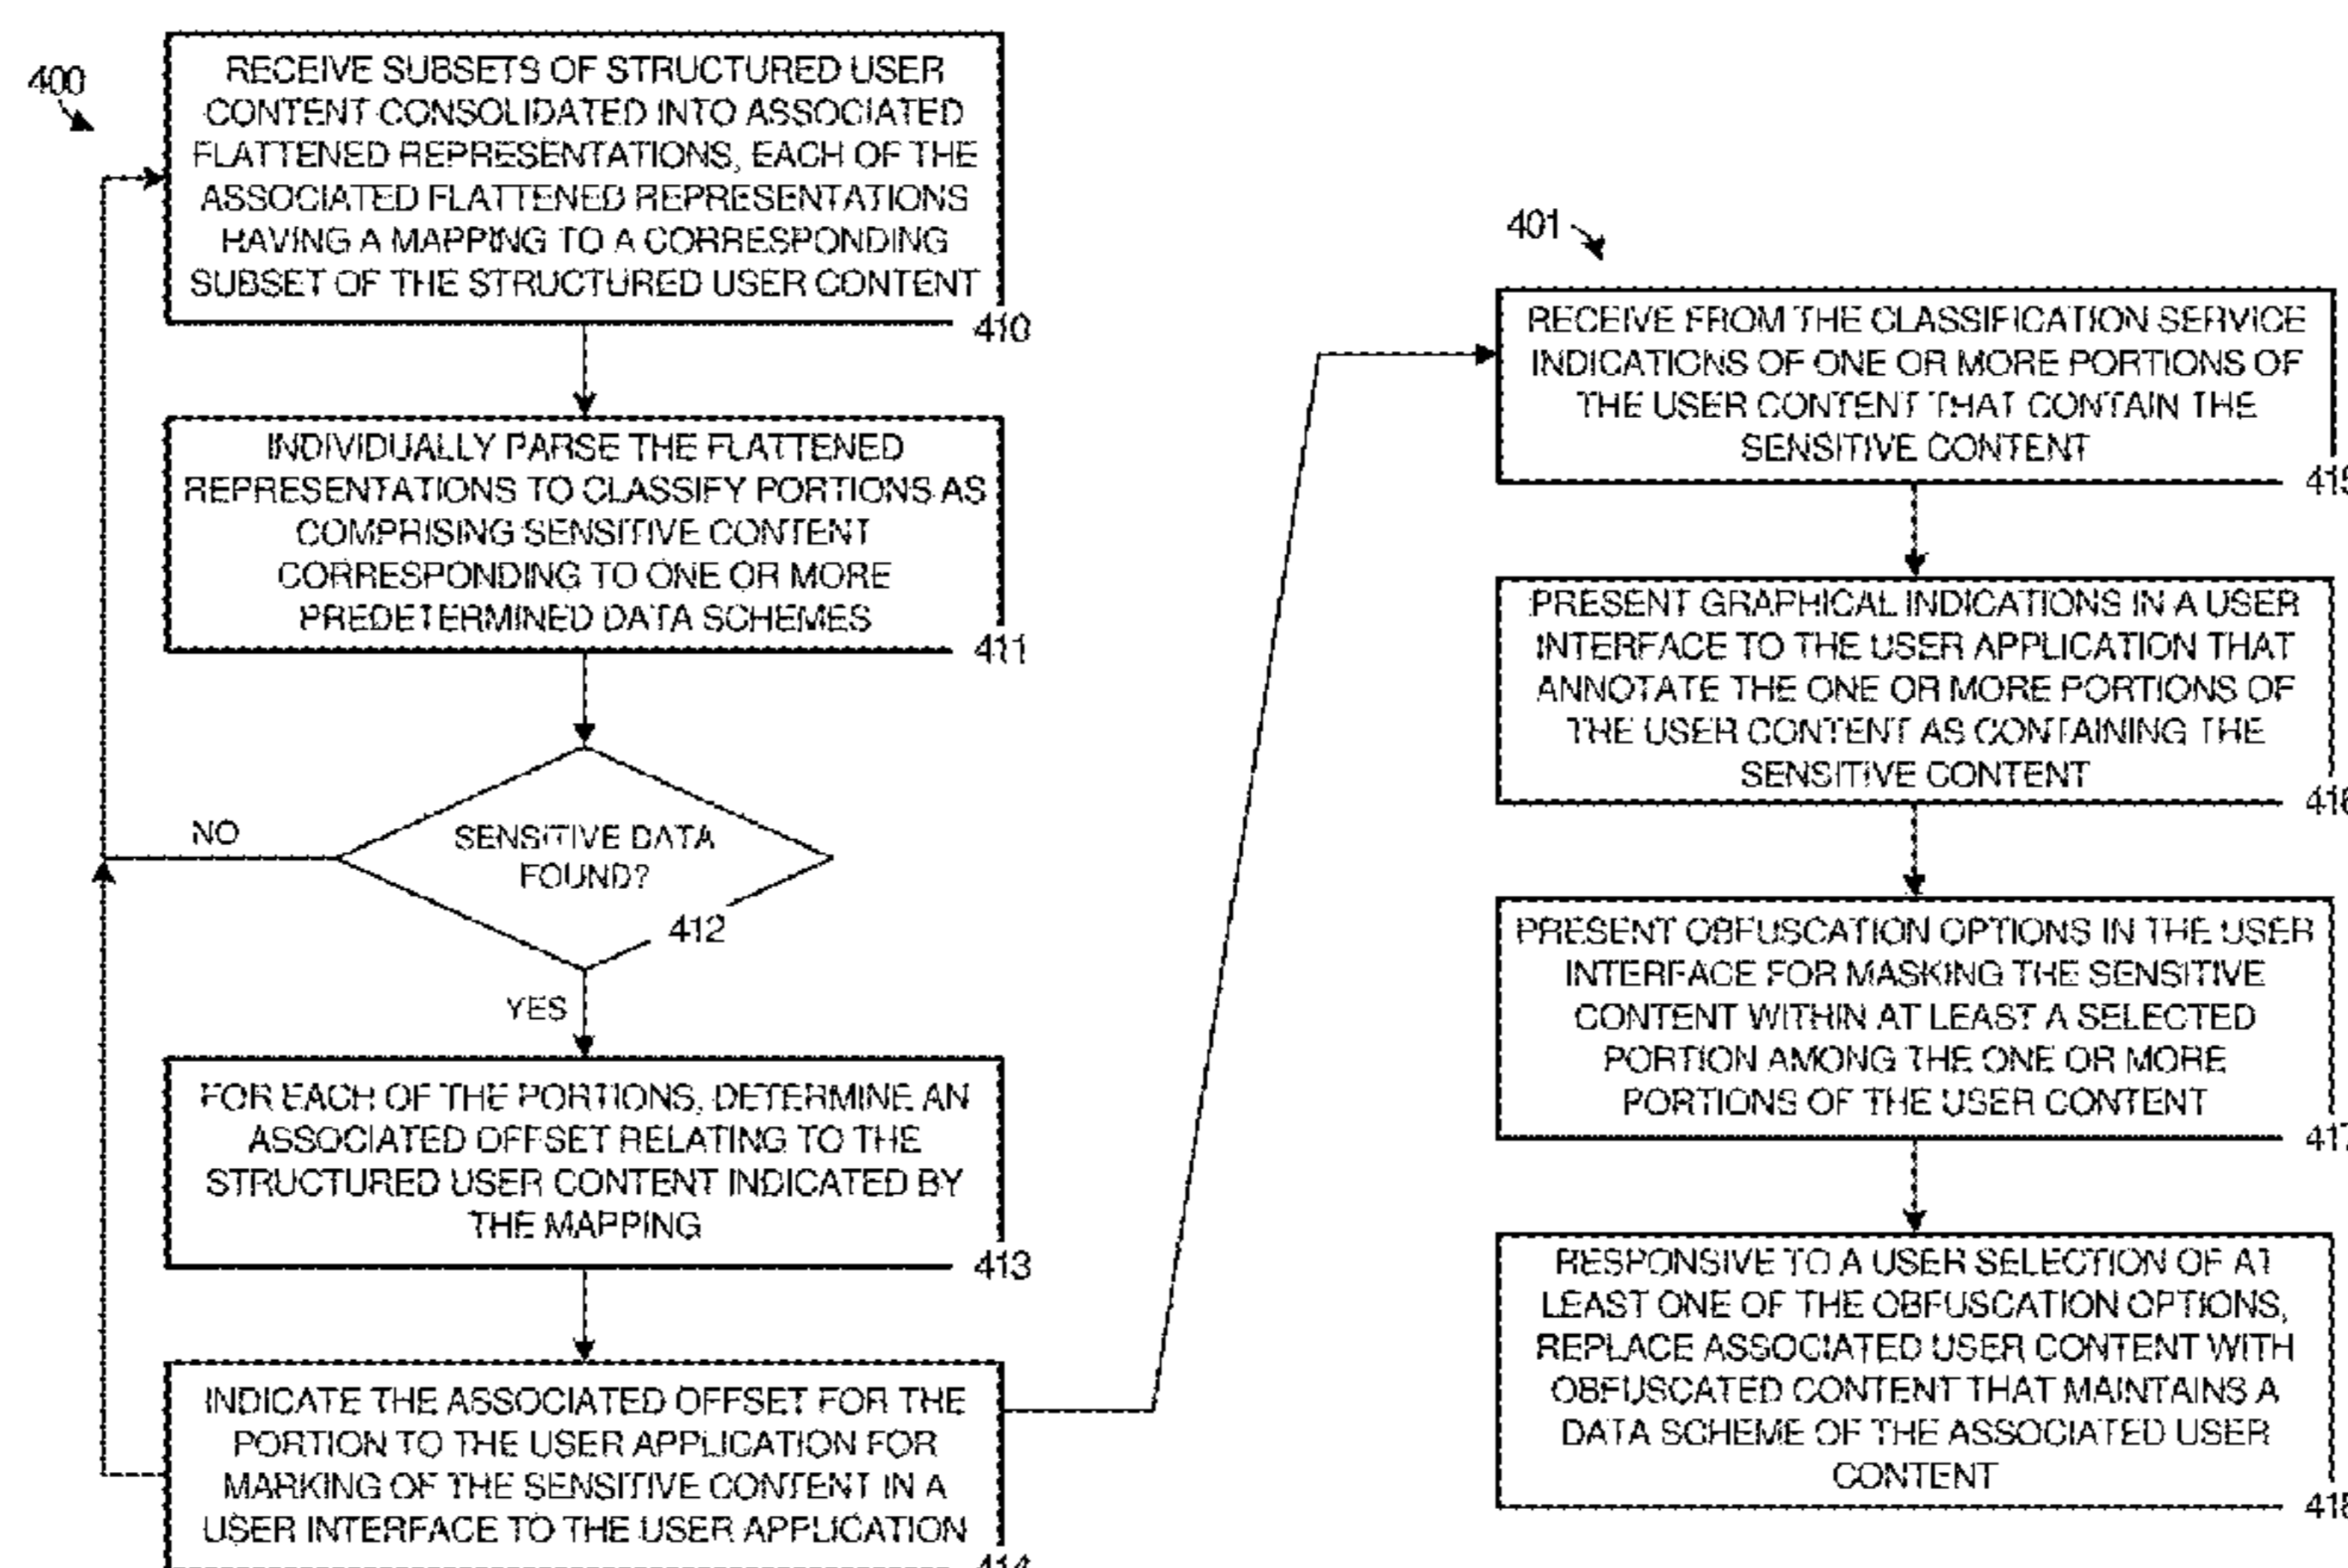 400
RECEIVE SUBSETS OF STRUCTURED USER
CONTENT CONSOLIDATED INTO ASSOCIATED
FLATTENED REPRESENTATIONS, EACH OF THE
ASSOCIATED FLATTENED REPRESENTATIONS
HAVING A MAPPING TO A CORRESPONDING
SUBSET OF THE STRUCTURED USER CONTENT
410
INDIVIDUALLY PARSE THE FLATTENED
REPRESENTATIONS TO CLASSIFY PORTIONS AS
COMPRISING SENSITIVE CONTENT
CORRESPONDING TO ONE OR MORE
PREDETERMINED DATA SCHEMES
411
NO
SENSITIVE DATA
FOUND?
412
YES
FOR EACH OF THE PORTIONS, DETERMINE AN
ASSOCIATED OFFSET RELATING TO THE
STRUCTURED USER CONTENT INDICATED BY
THE MAPPING
413
INDICATE THE ASSOCIATED OFFSET FOR THE
PORTION TO THE USER APPLICATION FOR
MARKING OF THE SENSITIVE CONTENT IN A
USER INTERFACE TO THE USER APPLICATION
414
401
RECEIVE FROM THE CLASSIFICATION SERVICE
INDICATIONS OF ONE OR MORE PORTIONS OF
THE USER CONTENT THAT CONTAIN THE
SENSITIVE CONTENT
415
PRESENT GRAPHICAL INDICATIONS IN A USER
INTERFACE TO THE USER APPLICATION THAT
ANNOTATE THE ONE OR MORE PORTIONS OF
THE USER CONTENT AS CONTAINING THE
SENSITIVE CONTENT
416
PRESENT OBFUSCATION OPTIONS IN THE USER
INTERFACE FOR MASKING THE SENSITIVE
CONTENT WITHIN AT LEAST A SELECTED
PORTION AMONG THE ONE OR MORE
PORTIONS OF THE USER CONTENT
417
RESPONSIVE TO A USER SELECTION OF AT
LEAST ONE OF THE OBFUSCATION OPTIONS,
REPLACE ASSOCIATED USER CONTENT WITH
OBFUSCATED CONTENT THAT MAINTAINS A
DATA SCHEME OF THE ASSOCIATED USER
CONTENT
418